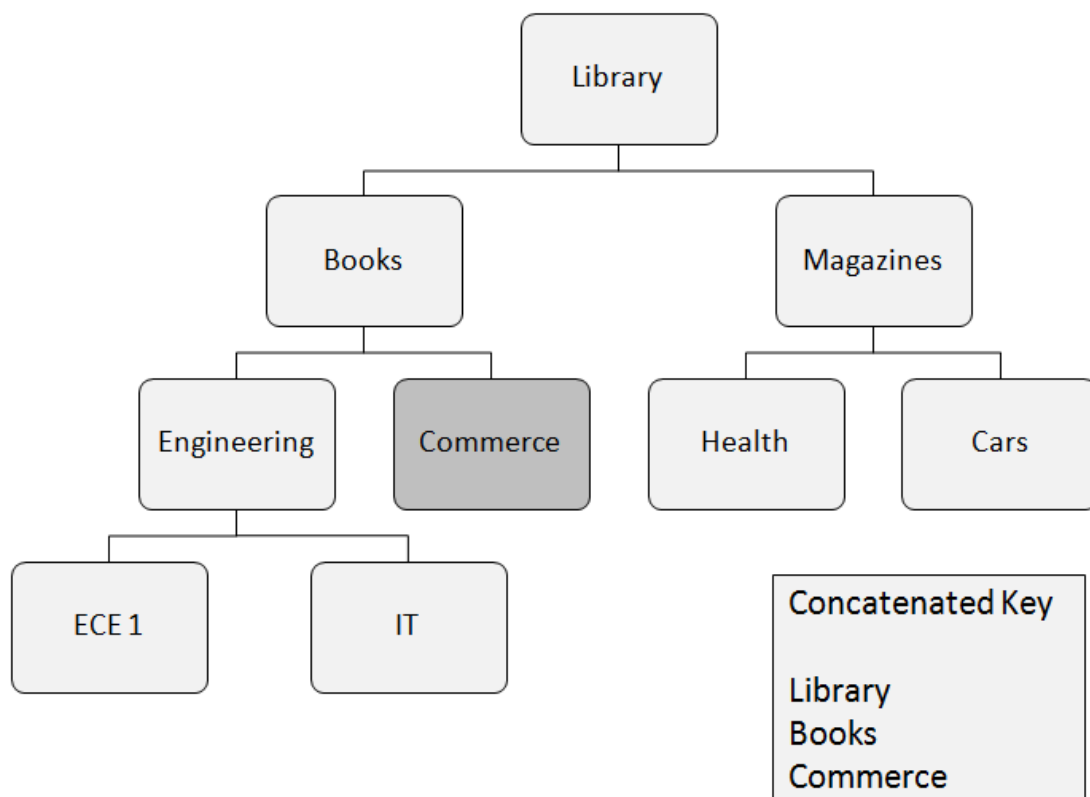 Library
Books
Magazines
Engineering
Commerce
Health
Cars
ECE 1
IT
Concatenated Key
Library
Books
Commerce